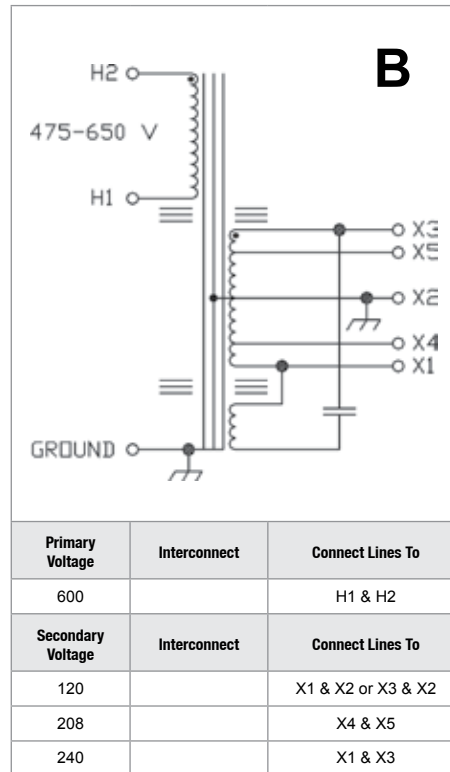 B
H2
475-650 V
H1
X3
X5
X2
X4
X1
GROUND
Primary Voltage Interconnect Connect Lines To
600 H1 & H2
Secondary Voltage Interconnect Connect Lines To
120 X1 & X2 or X3 & X2
208 X4 & X5
240 X1 & X3